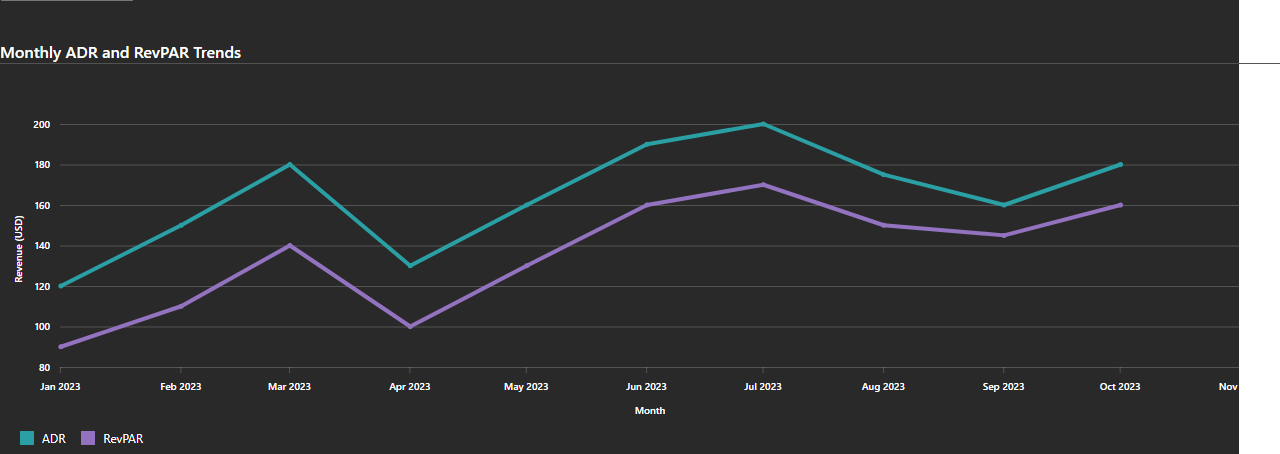 Monthly ADR and RevPAR Trends
200
180
160
140
120
100
80
Revenue (USD)
Jan 2023 Feb 2023 Mar 2023 Apr 2023 May 2023 Jun 2023 Jul 2023 Aug 2023 Sep 2023 Oct 2023 Nov
Month
ADR RevPAR